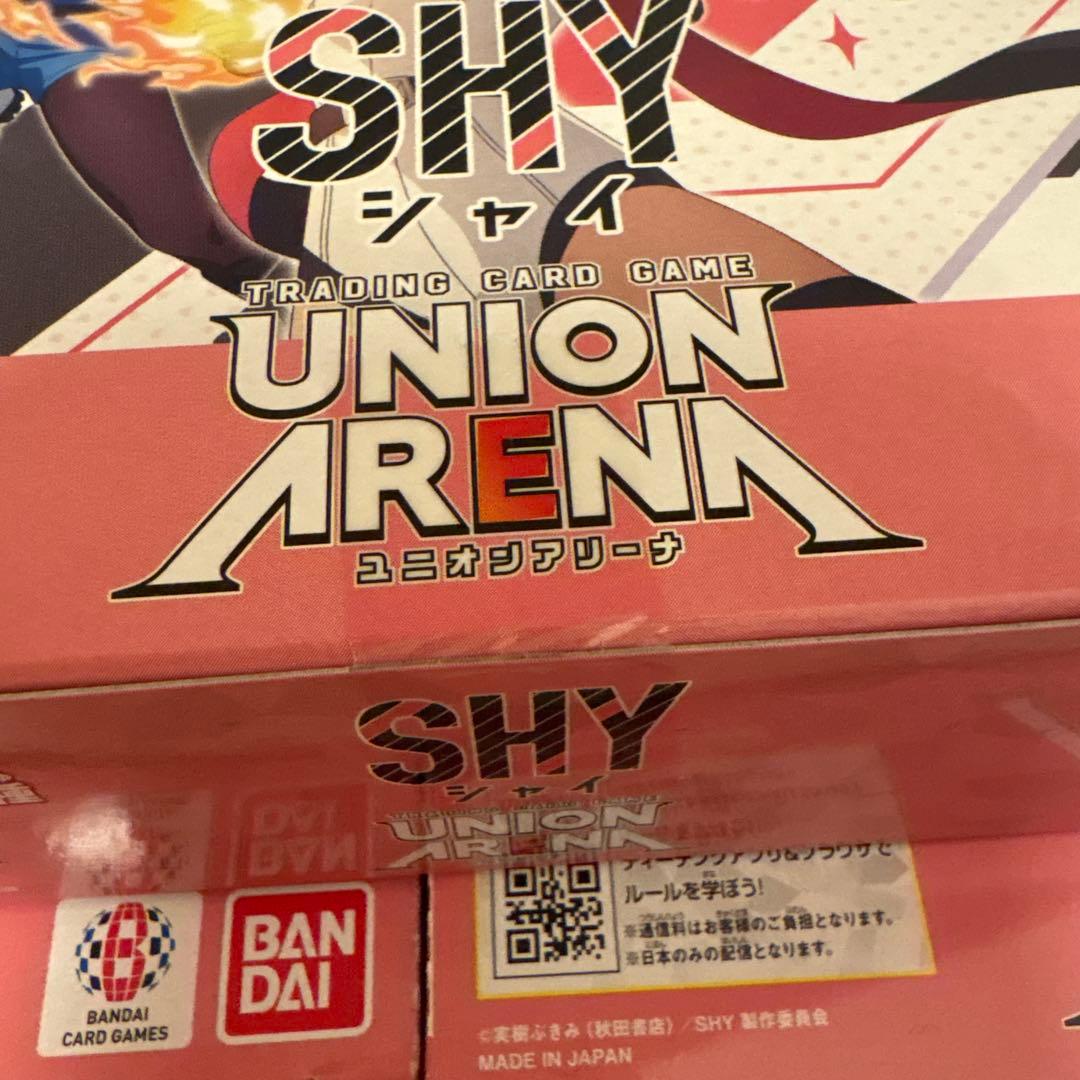 SHY
シャイ
TRADING CARD GAME
UNION
ARENA
ユニオンアリーナ
SHY
シャイ
UNION
ARENA
ティーチングアプリ&ブラウザで
ルールを学ぼう!
※通信料はお客様のご負担となります。
※日本のみの配信となります。
BANDAI
CARD GAMES
BAN
DAI
©実樹ぶきみ(秋田書店)/SHY 製作委員会
MADE IN JAPAN